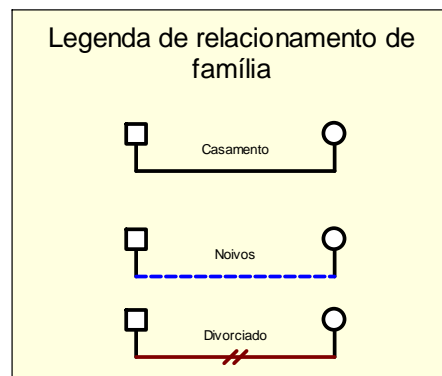 Legenda de relacionamento de
família
Casamento
Noivos
Divorciado